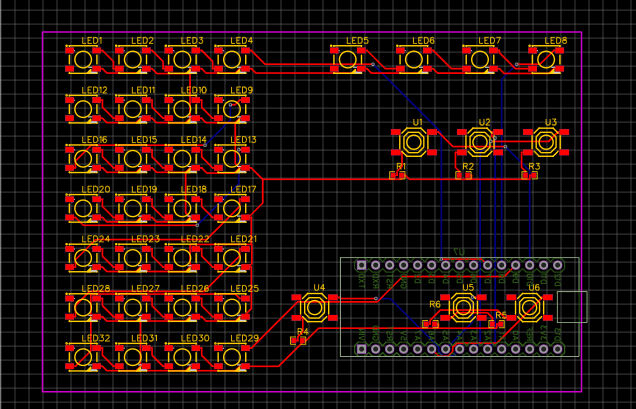 LED1 LED2 LED3 LED4 LED5 LED6 LED7 LED8
LED12 LED11 LED10 LED9
U1 U2 U3
LED16 LED15 LED14 LED13
R1 R2 R3
LED20 LED19 LED18 LED17
LED24 LED23 LED22 LED21
LED28 LED27 LED26 LED25 U4 U5 U6
R6 R5
LED32 LED31 LED30 LED29 R4